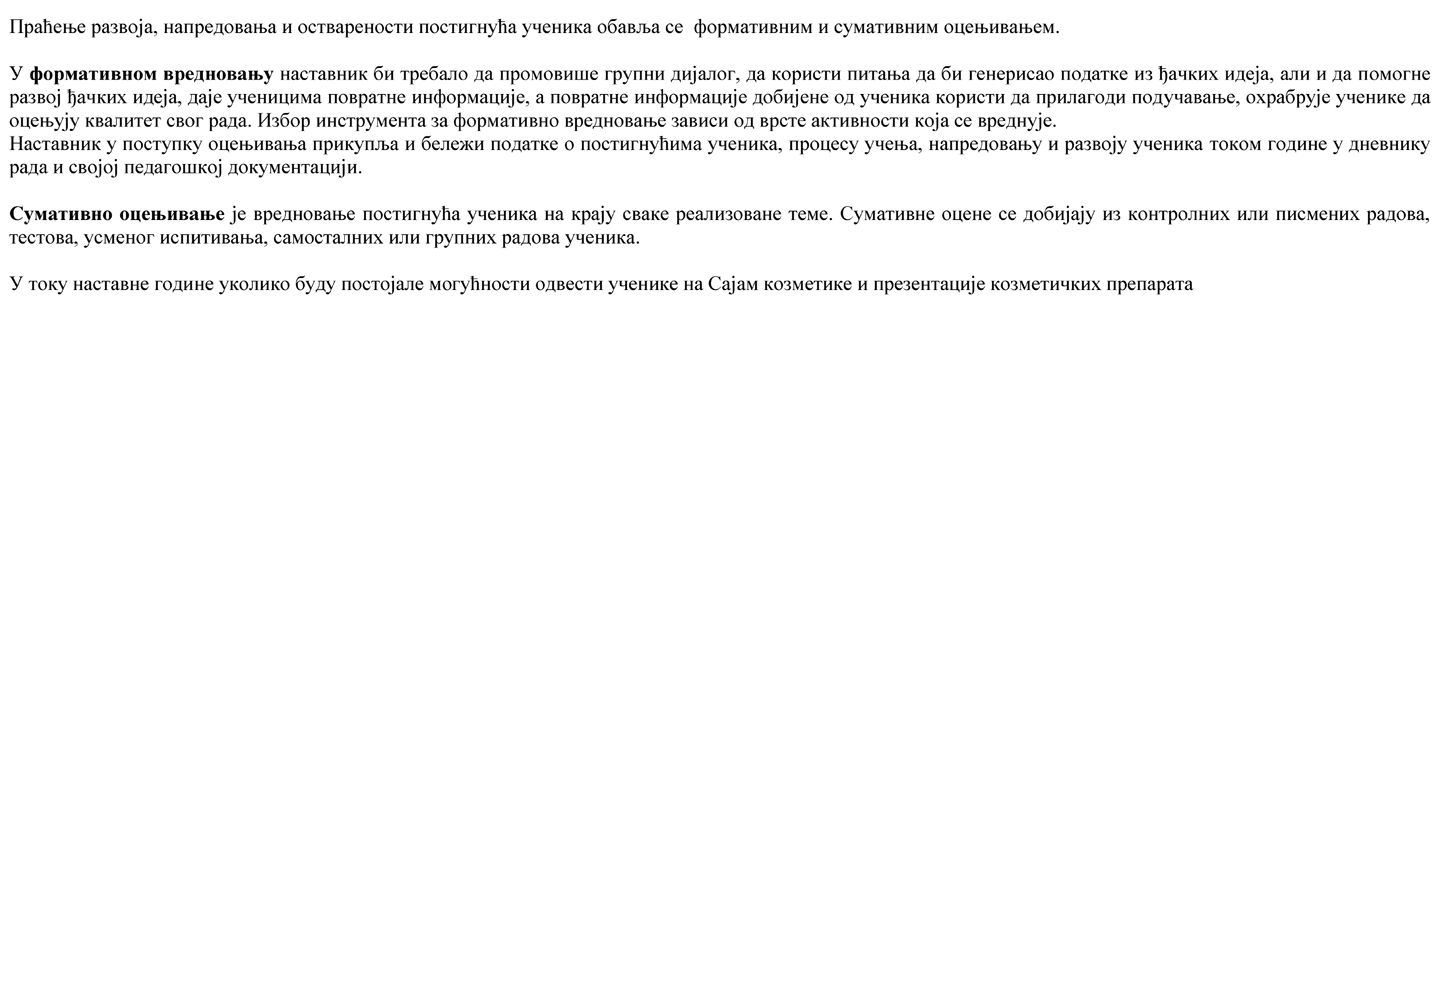 Праћење развоја, напредовања и остварености постигнућа ученика обавља се  формативним и сумативним оцењивањем.
У формативном вредновању наставник би требало да промовише групни дијалог, да користи питања да би генерисао податке из ђачких идеја, али и да помогне
развој ђачких идеја, даје ученицима повратне информације, а повратне информације добијене од ученика користи да прилагоди подучавање, охрабрује ученике да
оцењују квалитет свог рада. Избор инструмента за формативно вредновање зависи од врсте активности која се вреднује.
Наставник у поступку оцењивања прикупља и бележи податке о постигнућима ученика, процесу учења, напредовању и развоју ученика током године у дневнику
рада и својој педагошкој документацији.
Сумативно оцењивање је вредновање постигнућа ученика на крају сваке реализоване теме. Сумативне оцене се добијају из контролних или писмених радова,
тестова, усменог испитивања, самосталних или групних радова ученика.
У току наставне године уколико буду постојале могућности одвести ученике на Сајам козметике и презентације козметичких препарата